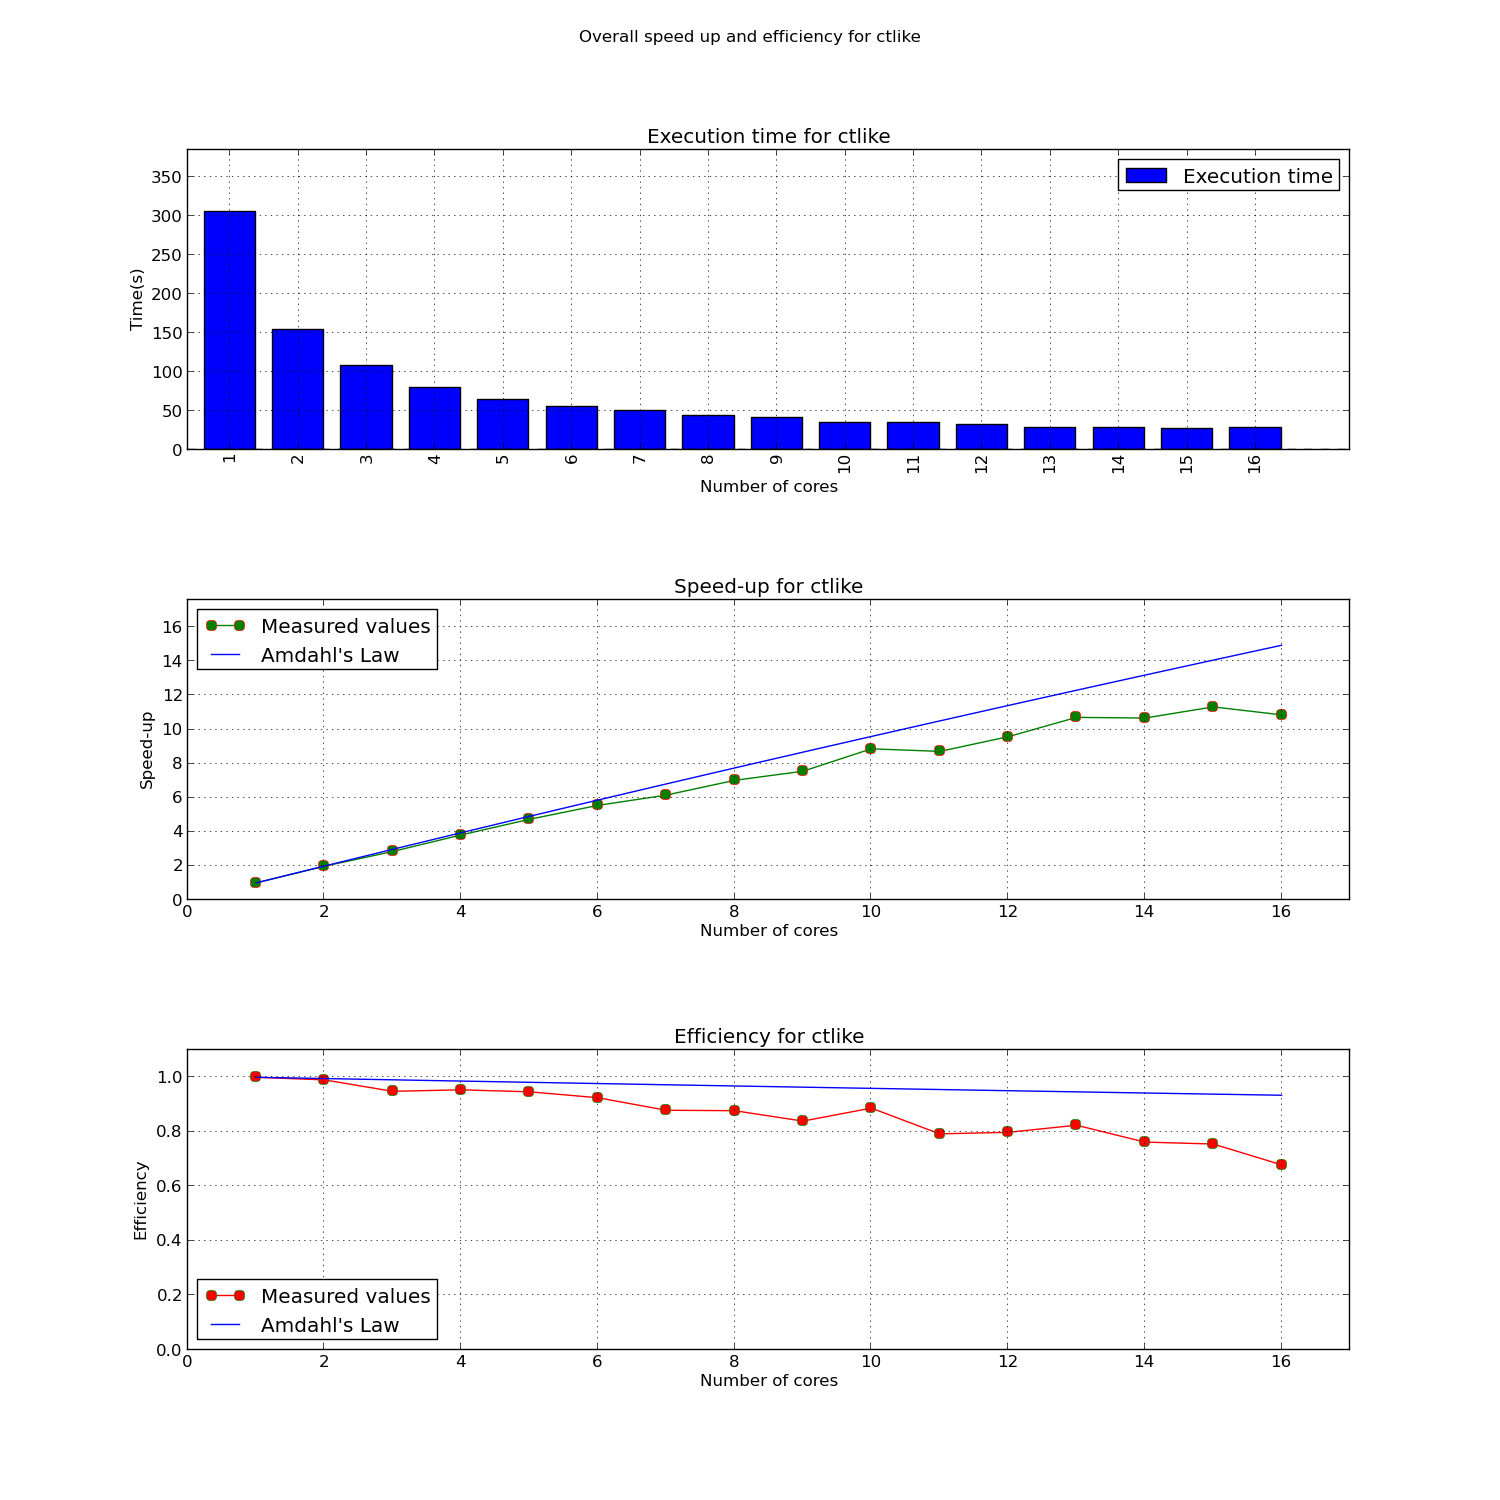 Overall speed up and efficiency for ctlike
Execution time for ctlike
Execution time
350
300
250
200
150
100
50
0
Time(s)
1 2 3 4 5 6 7 8 9 10 11 12 13 14 15 16
Number of cores
Speed-up for ctlike
Measured values
Amdahl's Law
16
14
12
10
8
6
4
2
0
Speed-up
0 2 4 6 8 10 12 14 16
Number of cores
Efficiency for ctlike
1.0
0.8
0.6
0.4
0.2
0.0
Efficiency
Measured values
Amdahl's Law
0 2 4 6 8 10 12 14 16
Number of cores